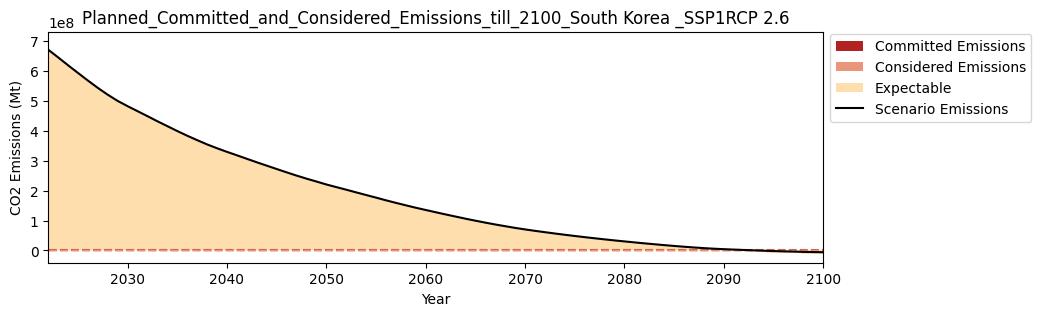 Planned_Committed_and_Considered_Emissions_till_2100_South Korea _SSP1RCP 2.6
1e8
7
6
5
4
3
2
1
0
CO2 Emissions (Mt)
2030 2040 2050 2060 2070 2080 2090 2100
Year
Committed Emissions
Considered Emissions
Expectable
Scenario Emissions